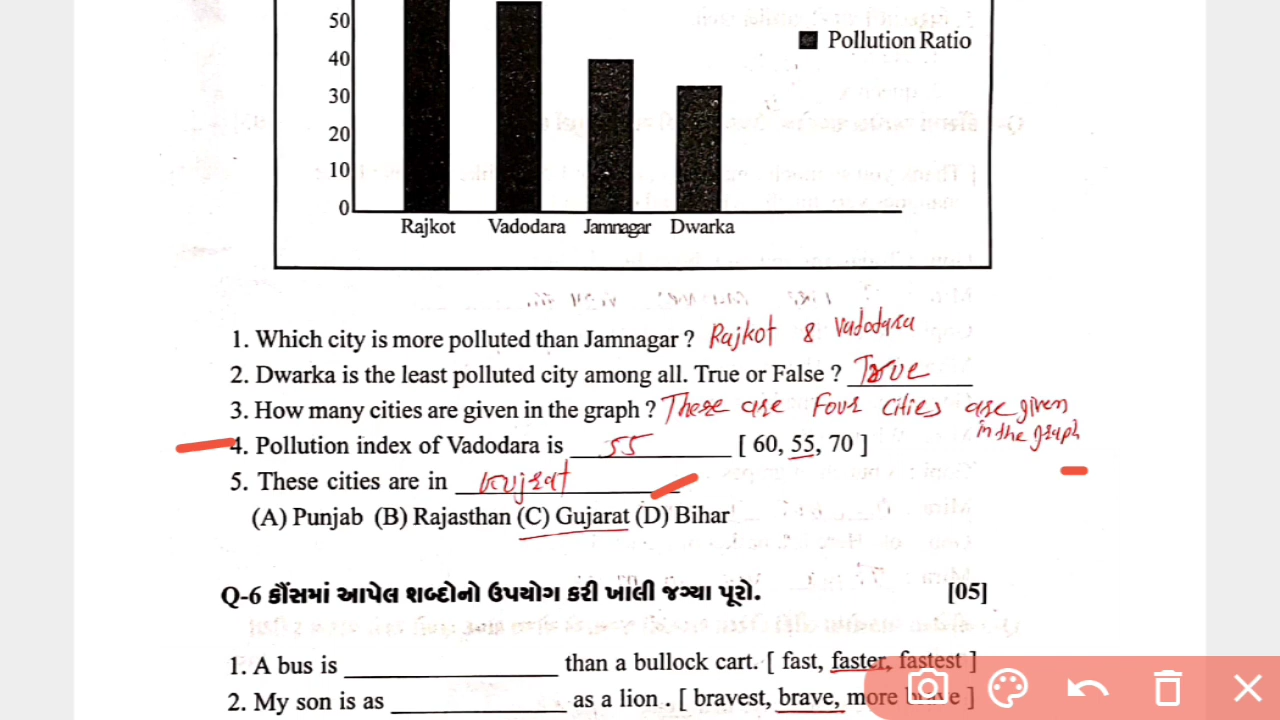 50
40
30
20
10
0
Pollution Ratio
Rajkot Vadodara Jamnagar Dwarka
1. Which city is more polluted than Jamnagar ? Rajkot & Vadodara
2. Dwarka is the least polluted city among all. True or False ? True
3. How many cities are given in the graph ? There are Four cities are given
in the graph
4. Pollution index of Vadodara is 55 [ 60, 55, 70 ]
5. These cities are in Gujrat
(A) Punjab (B) Rajasthan (C) Gujarat (D) Bihar
Q-6 કૌંસમાં આપેલ શબ્દોનો ઉપયોગ કરી ખાલી જગ્યા પૂરો. [05]
1. A bus is ____________ than a bullock cart. [ fast, faster, fastest ]
2. My son is as ____________ as a lion . [ bravest, brave, more brave ]